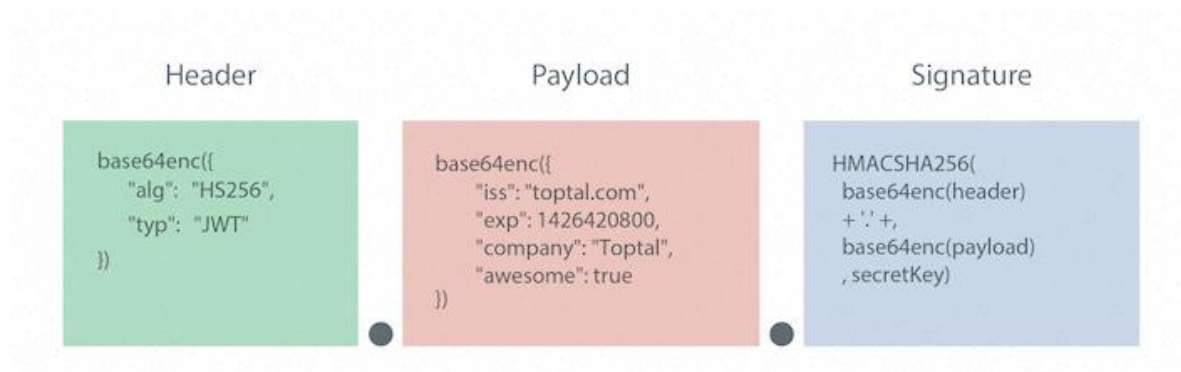 Header
base64enc({
"alg": "HS256",
"typ": "JWT"
})
Payload
base64enc({
"iss": "toptal.com",
"exp": 1426420800,
"company": "Toptal",
"awesome": true
})
Signature
HMACSHA256(
base64enc(header)
+ '.' +,
base64enc(payload)
, secretKey)